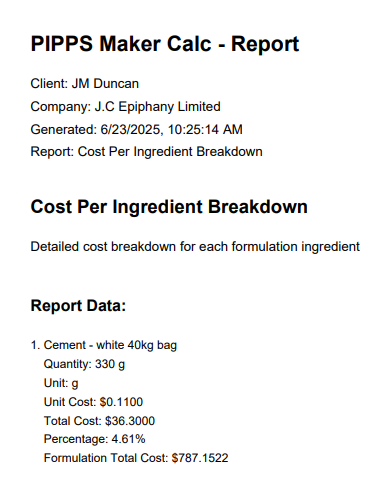 PIPPS Maker Calc - Report
Client: JM Duncan
Company: J.C Epiphany Limited
Generated: 6/23/2025, 10:25:14 AM
Report: Cost Per Ingredient Breakdown
Cost Per Ingredient Breakdown
Detailed cost breakdown for each formulation ingredient
Report Data:
1. Cement - white 40kg bag
Quantity: 330 g
Unit: g
Unit Cost: $0.1100
Total Cost: $36.3000
Percentage: 4.61%
Formulation Total Cost: $787.1522